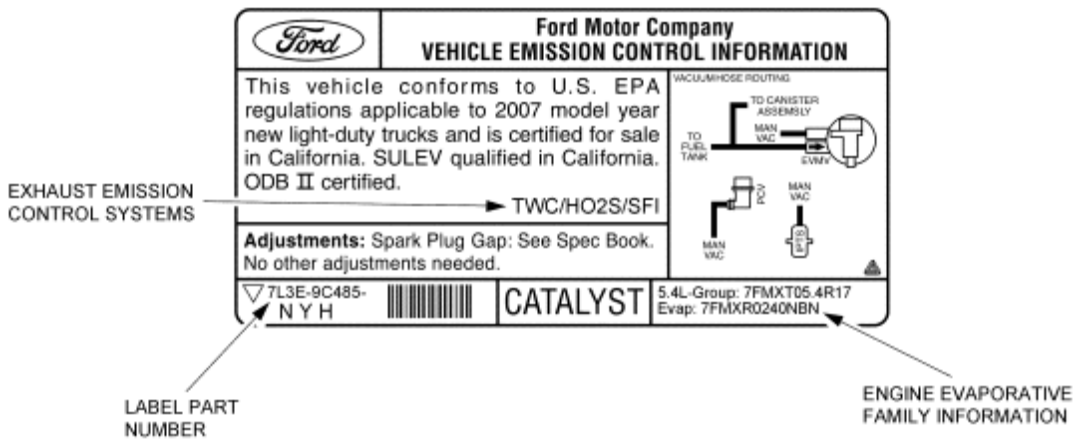 Ford
Ford Motor Company
VEHICLE EMISSION CONTROL INFORMATION
This vehicle conforms to U.S. EPA
regulations applicable to 2007 model year
new light-duty trucks and is certified for sale
in California. SULEV qualified in California.
ODB II certified.
TWC/HO2S/SFI
EXHAUST EMISSION
CONTROL SYSTEMS
VACUUM HOSE ROUTING
TO CANISTER
ASSEMBLY
MAN
VAC
TO
FUEL
TANK
EVMV
PCV
MAN
VAC
MAN
VAC
IPTS
Adjustments: Spark Plug Gap: See Spec Book.
No other adjustments needed.
7L3E-9C485-
N Y H
CATALYST
5.4L-Group: 7FMXT05.4R17
Evap: 7FMXR0240NBN
LABEL PART
NUMBER
ENGINE EVAPORATIVE
FAMILY INFORMATION